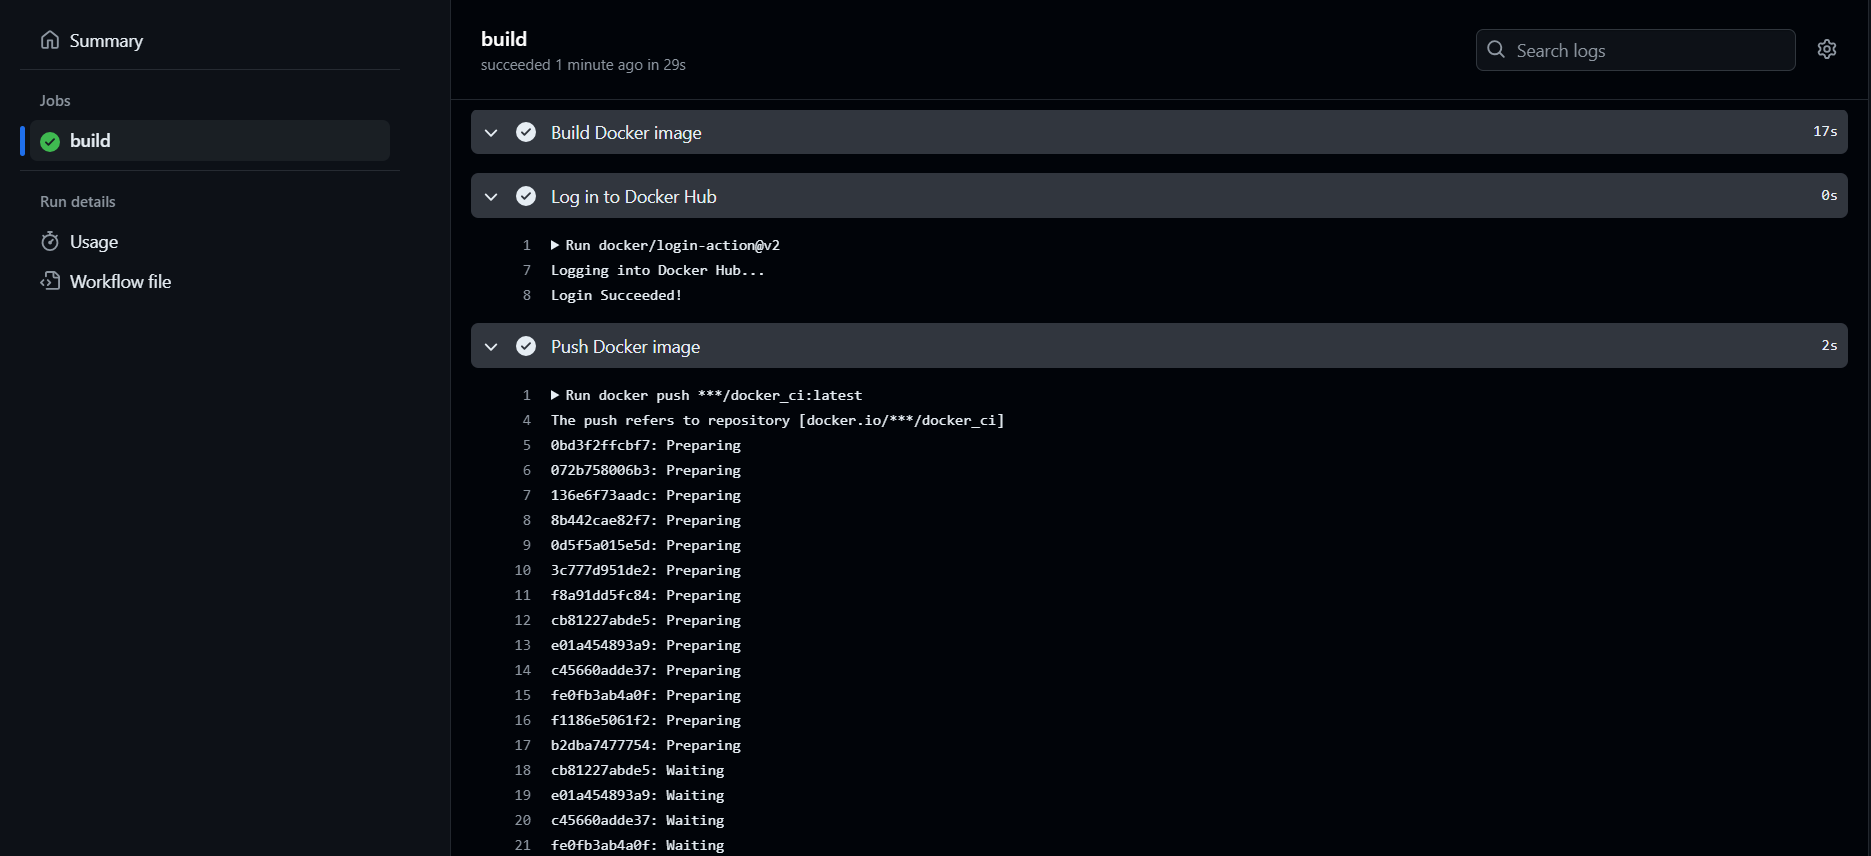 Summary
Jobs
build
Run details
Usage
Workflow file
build
succeeded 1 minute ago in 29s
Search logs
Build Docker image 17s
Log in to Docker Hub 0s
1 Run docker/login-action@v2
7 Logging into Docker Hub...
8 Login Succeeded!
Push Docker image 2s
1 Run docker push ***/docker_ci:latest
4 The push refers to repository [docker.io/***/docker_ci]
5 0bd3f2ffcbf7: Preparing
6 072b758006b3: Preparing
7 136e6f73aadc: Preparing
8 8b442cae82f7: Preparing
9 0d5f5a015e5d: Preparing
10 3c777d951de2: Preparing
11 f8a91dd5fc84: Preparing
12 cb81227abde5: Preparing
13 e01a454893a9: Preparing
14 c45660adde37: Preparing
15 fe0fb3ab4a0f: Preparing
16 f1186e5061f2: Preparing
17 b2dba7477754: Preparing
18 cb81227abde5: Waiting
19 e01a454893a9: Waiting
20 c45660adde37: Waiting
21 fe0fb3ab4a0f: Waiting